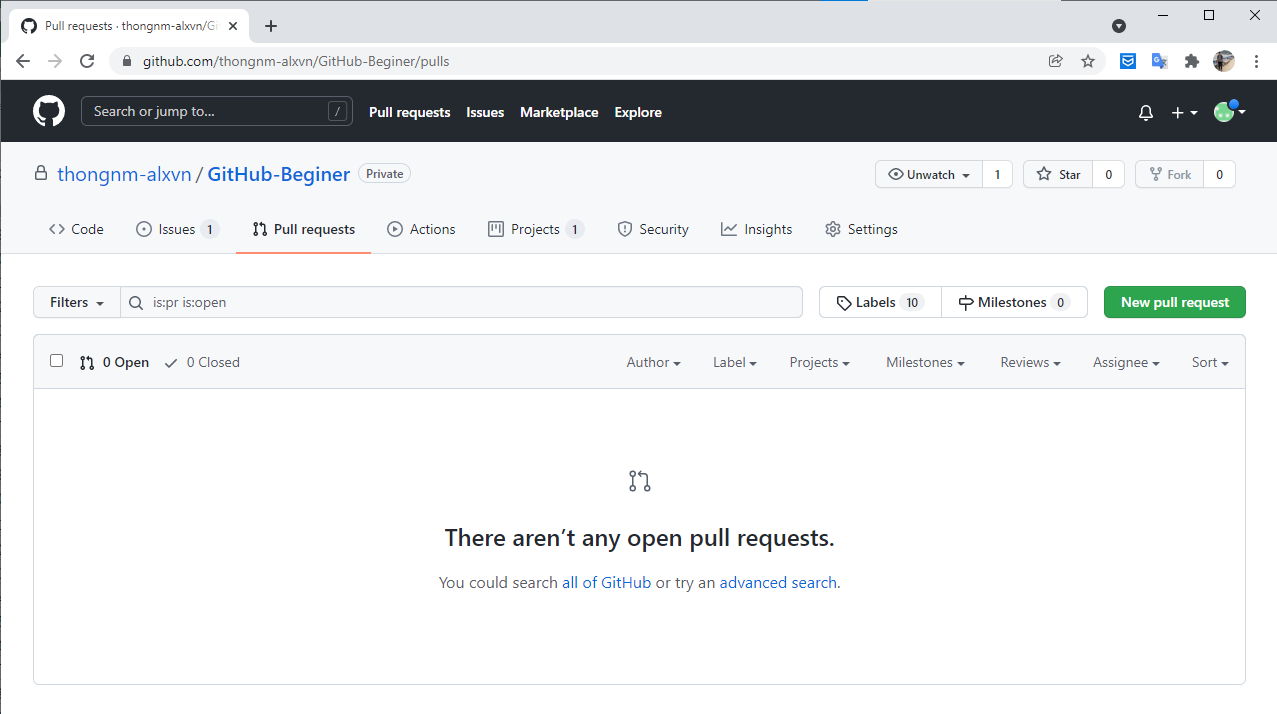 Pull requests · thongnm-alxvn/Gi
github.com/thongnm-alxvn/GitHub-Beginer/pulls
Search or jump to... / Pull requests Issues Marketplace Explore
thongnm-alxvn / GitHub-Beginer Private Unwatch 1 Star 0 Fork 0
Code Issues 1 Pull requests Actions Projects 1 Security Insights Settings
Filters is:pr is:open Labels 10 Milestones 0 New pull request
0 Open 0 Closed Author Label Projects Milestones Reviews Assignee Sort
There aren’t any open pull requests.
You could search all of GitHub or try an advanced search.